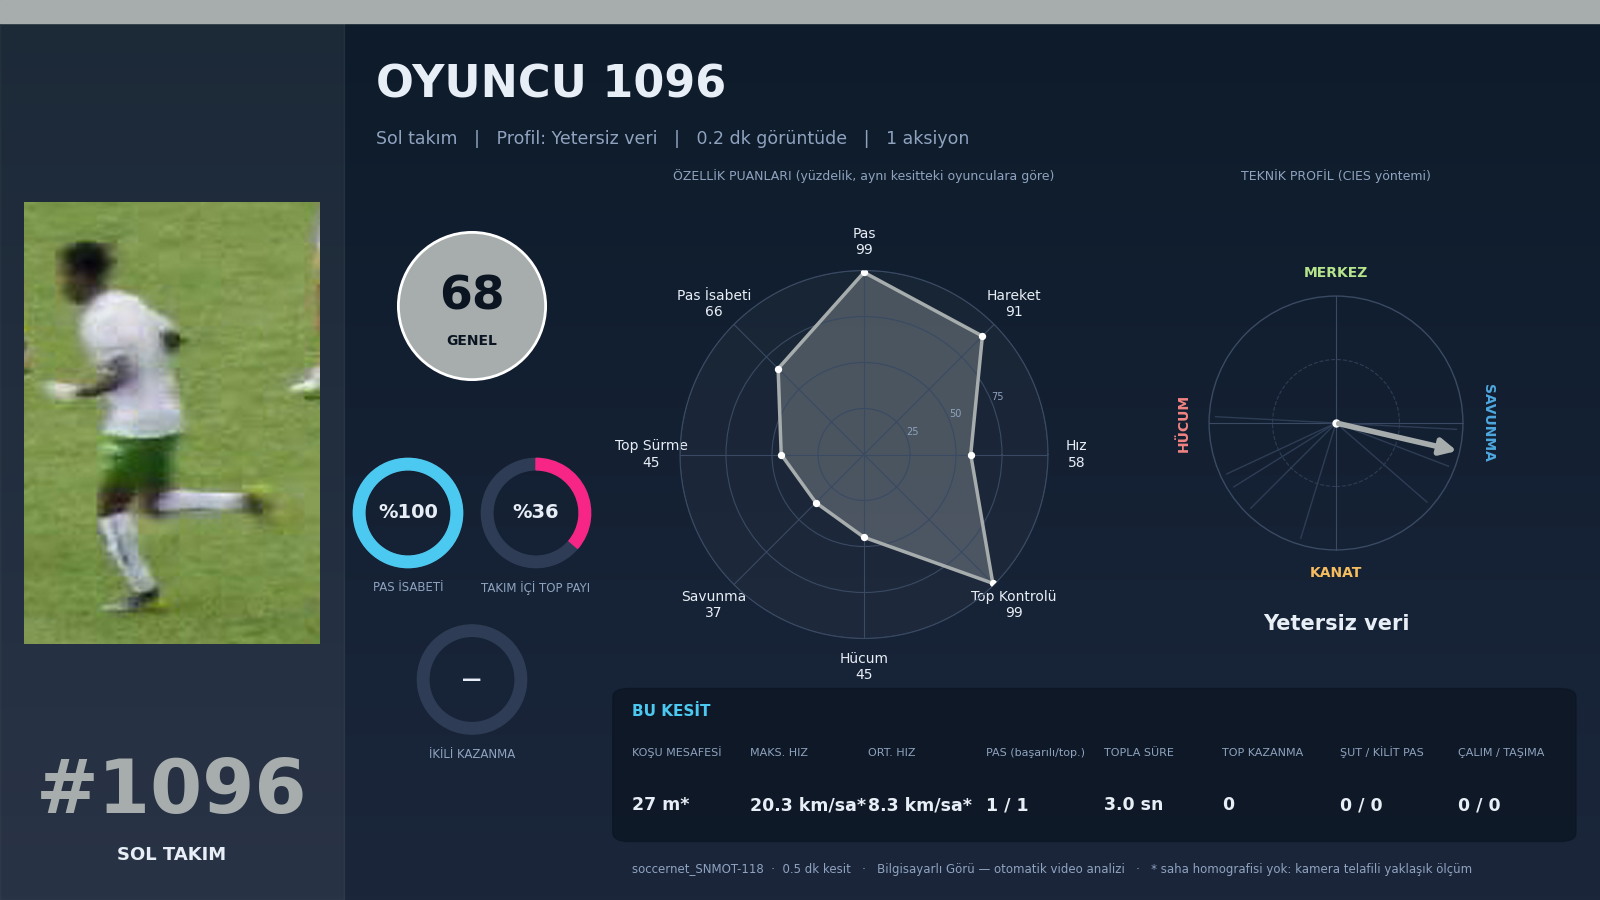 OYUNCU 1096
Sol takım | Profil: Yetersiz veri | 0.2 dk görüntüde | 1 aksiyon
ÖZELLİK PUANLARI (yüzdelik, aynı kesitteki oyunculara göre)
TEKNİK PROFİL (CIES yöntemi)
68
GENEL
%100
PAS İSABETİ
%36
TAKIM İÇİ TOP PAYI
—
İKİLİ KAZANMA
Pas
99
Pas İsabeti
66
Hareket
91
75
50
25
Top Sürme
45
Hız
58
Savunma
37
Top Kontrolü
99
Hücum
45
MERKEZ
HÜCUM
SAVUNMA
KANAT
Yetersiz veri
#1096
SOL TAKIM
BU KESİT
KOŞU MESAFESİ MAKS. HIZ ORT. HIZ PAS (başarılı/top.) TOPLA SÜRE TOP KAZANMA ŞUT / KİLİT PAS ÇALIM / TAŞIMA
27 m* 20.3 km/sa* 8.3 km/sa* 1 / 1 3.0 sn 0 0 / 0 0 / 0
soccernet_SNMOT-118 · 0.5 dk kesit · Bilgisayarlı Görü — otomatik video analizi · * saha homografisi yok: kamera telafili yaklaşık ölçüm